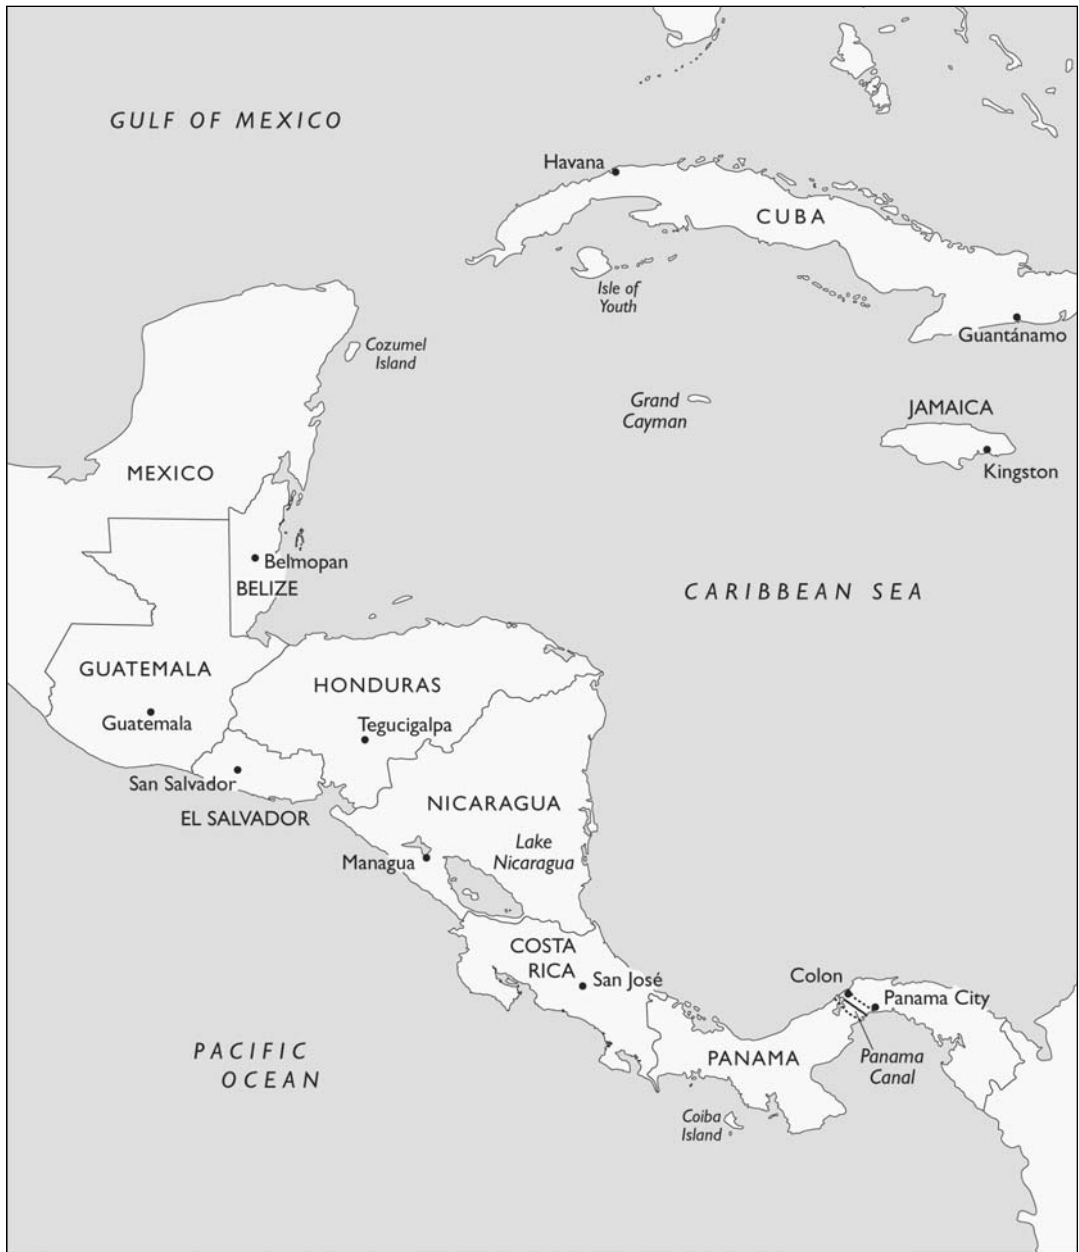 GULF OF MEXICO
Havana
CUBA
Isle of
Youth
Guantánamo
Cozumel
Island
Grand
Cayman
JAMAICA
Kingston
MEXICO
Belmopan
BELIZE
CARIBBEAN SEA
GUATEMALA
Guatemala
HONDURAS
Tegucigalpa
San Salvador
EL SALVADOR
NICARAGUA
Lake
Nicaragua
Managua
COSTA
RICA
San José
Colon
Panama City
PANAMA
Panama
Canal
PACIFIC
OCEAN
Coiba
Island